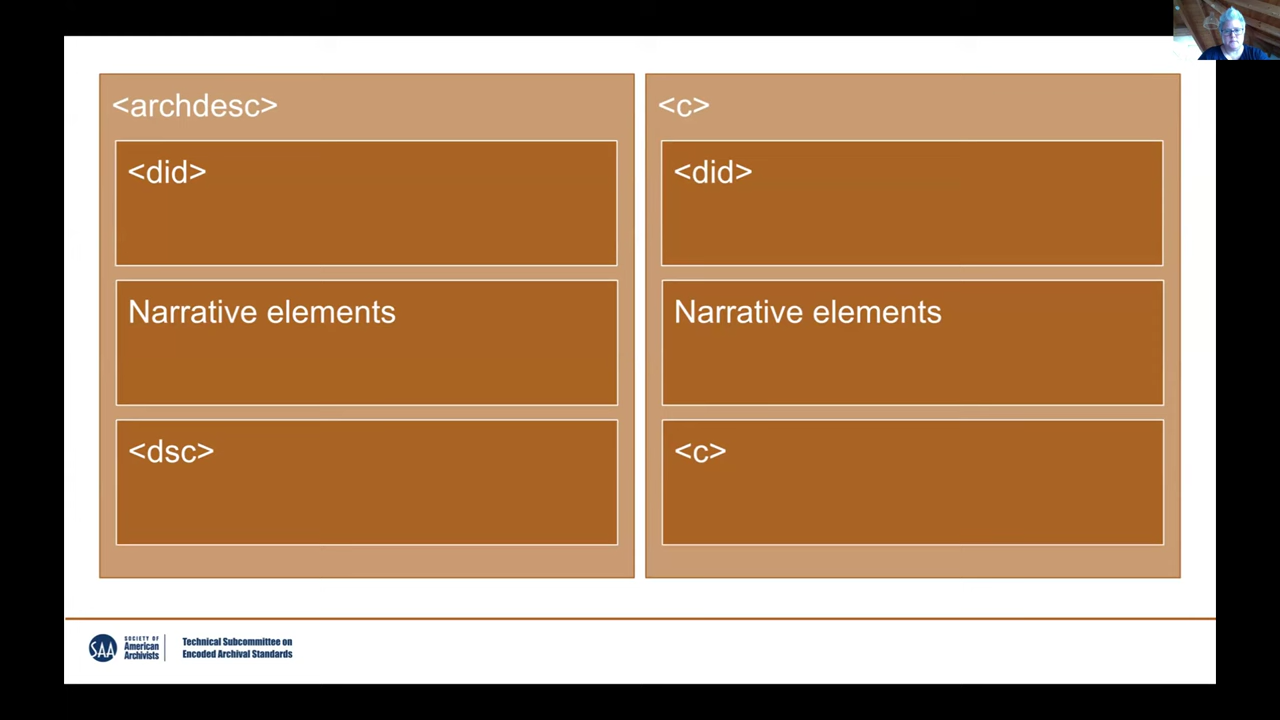 <archdesc>
<did>
Narrative elements
<dsc>
<c>
<did>
Narrative elements
<c>
SAA
SOCIETY OF
American
Archivists
Technical Subcommittee on
Encoded Archival Standards